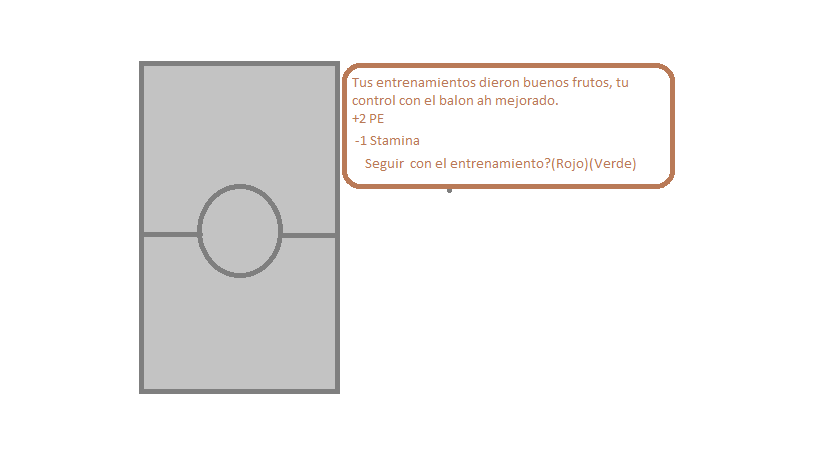 Tus entrenamientos dieron buenos frutos, tu
control con el balon ah mejorado.
+2 PE
-1 Stamina
Seguir con el entrenamiento?(Rojo)(Verde)